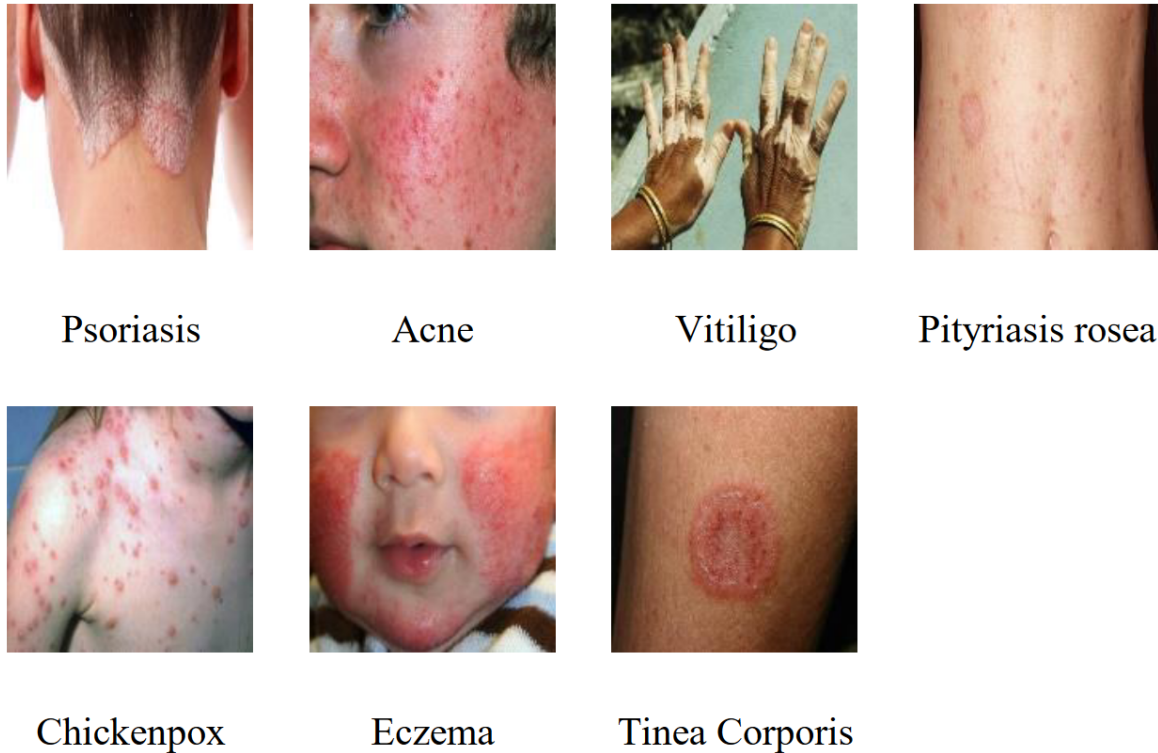 Psoriasis
Acne
Vitiligo
Pityriasis rosea
Chickenpox
Eczema
Tinea Corporis